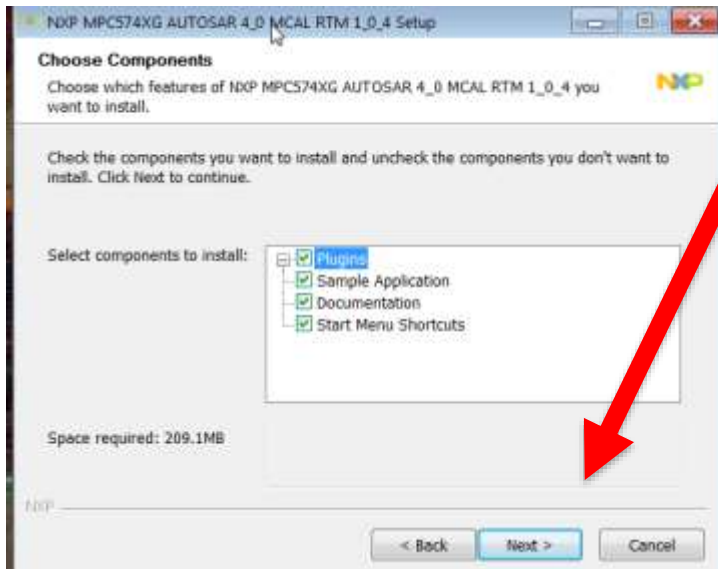 NXP MPC574XG AUTOSAR 4_0 MCAL RTM 1_0_4 Setup
Choose Components
Choose which features of NXP MPC574XG AUTOSAR 4_0 MCAL RTM 1_0_4 you
want to install.
NXP
Check the components you want to install and uncheck the components you don't want to
install. Click Next to continue.
Select components to install:
Plugins
Sample Application
Documentation
Start Menu Shortcuts
Space required: 209.1MB
NXP
< Back
Next >
Cancel